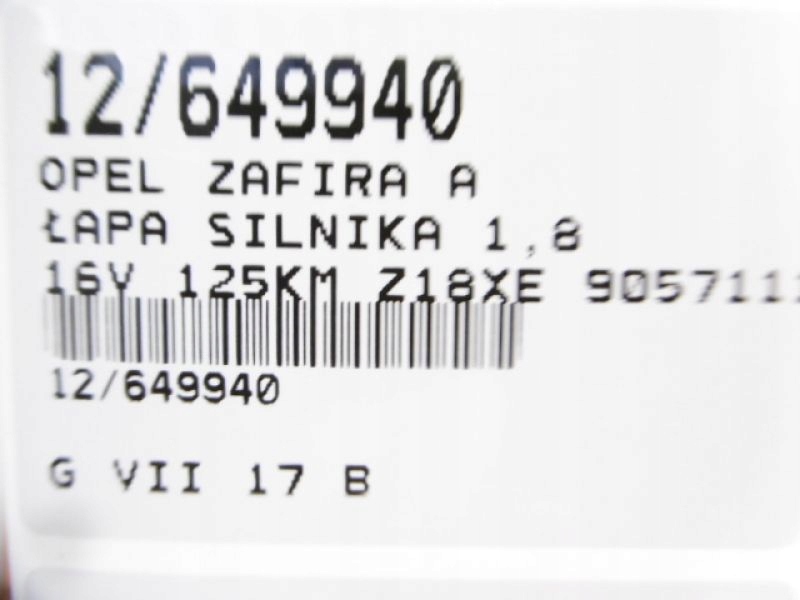 12/649940
OPEL ZAFIRA A
ŁAPA SILNIKA 1,8
16V 125KM Z18XE
12/649940
G VII 17 B